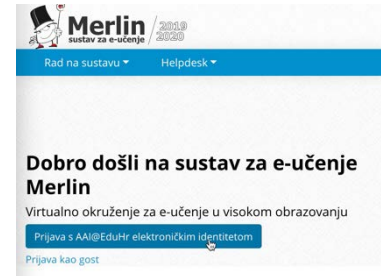 Merlin
sustav za e-učenje
2019
2020
Rad na sustavu
Helpdesk
Dobro došli na sustav za e-učenje
Merlin
Virtualno okruženje za e-učenje u visokom obrazovanju
Prijava s AAI@EduHr elektroničkim identitetom
Prijava kao gost